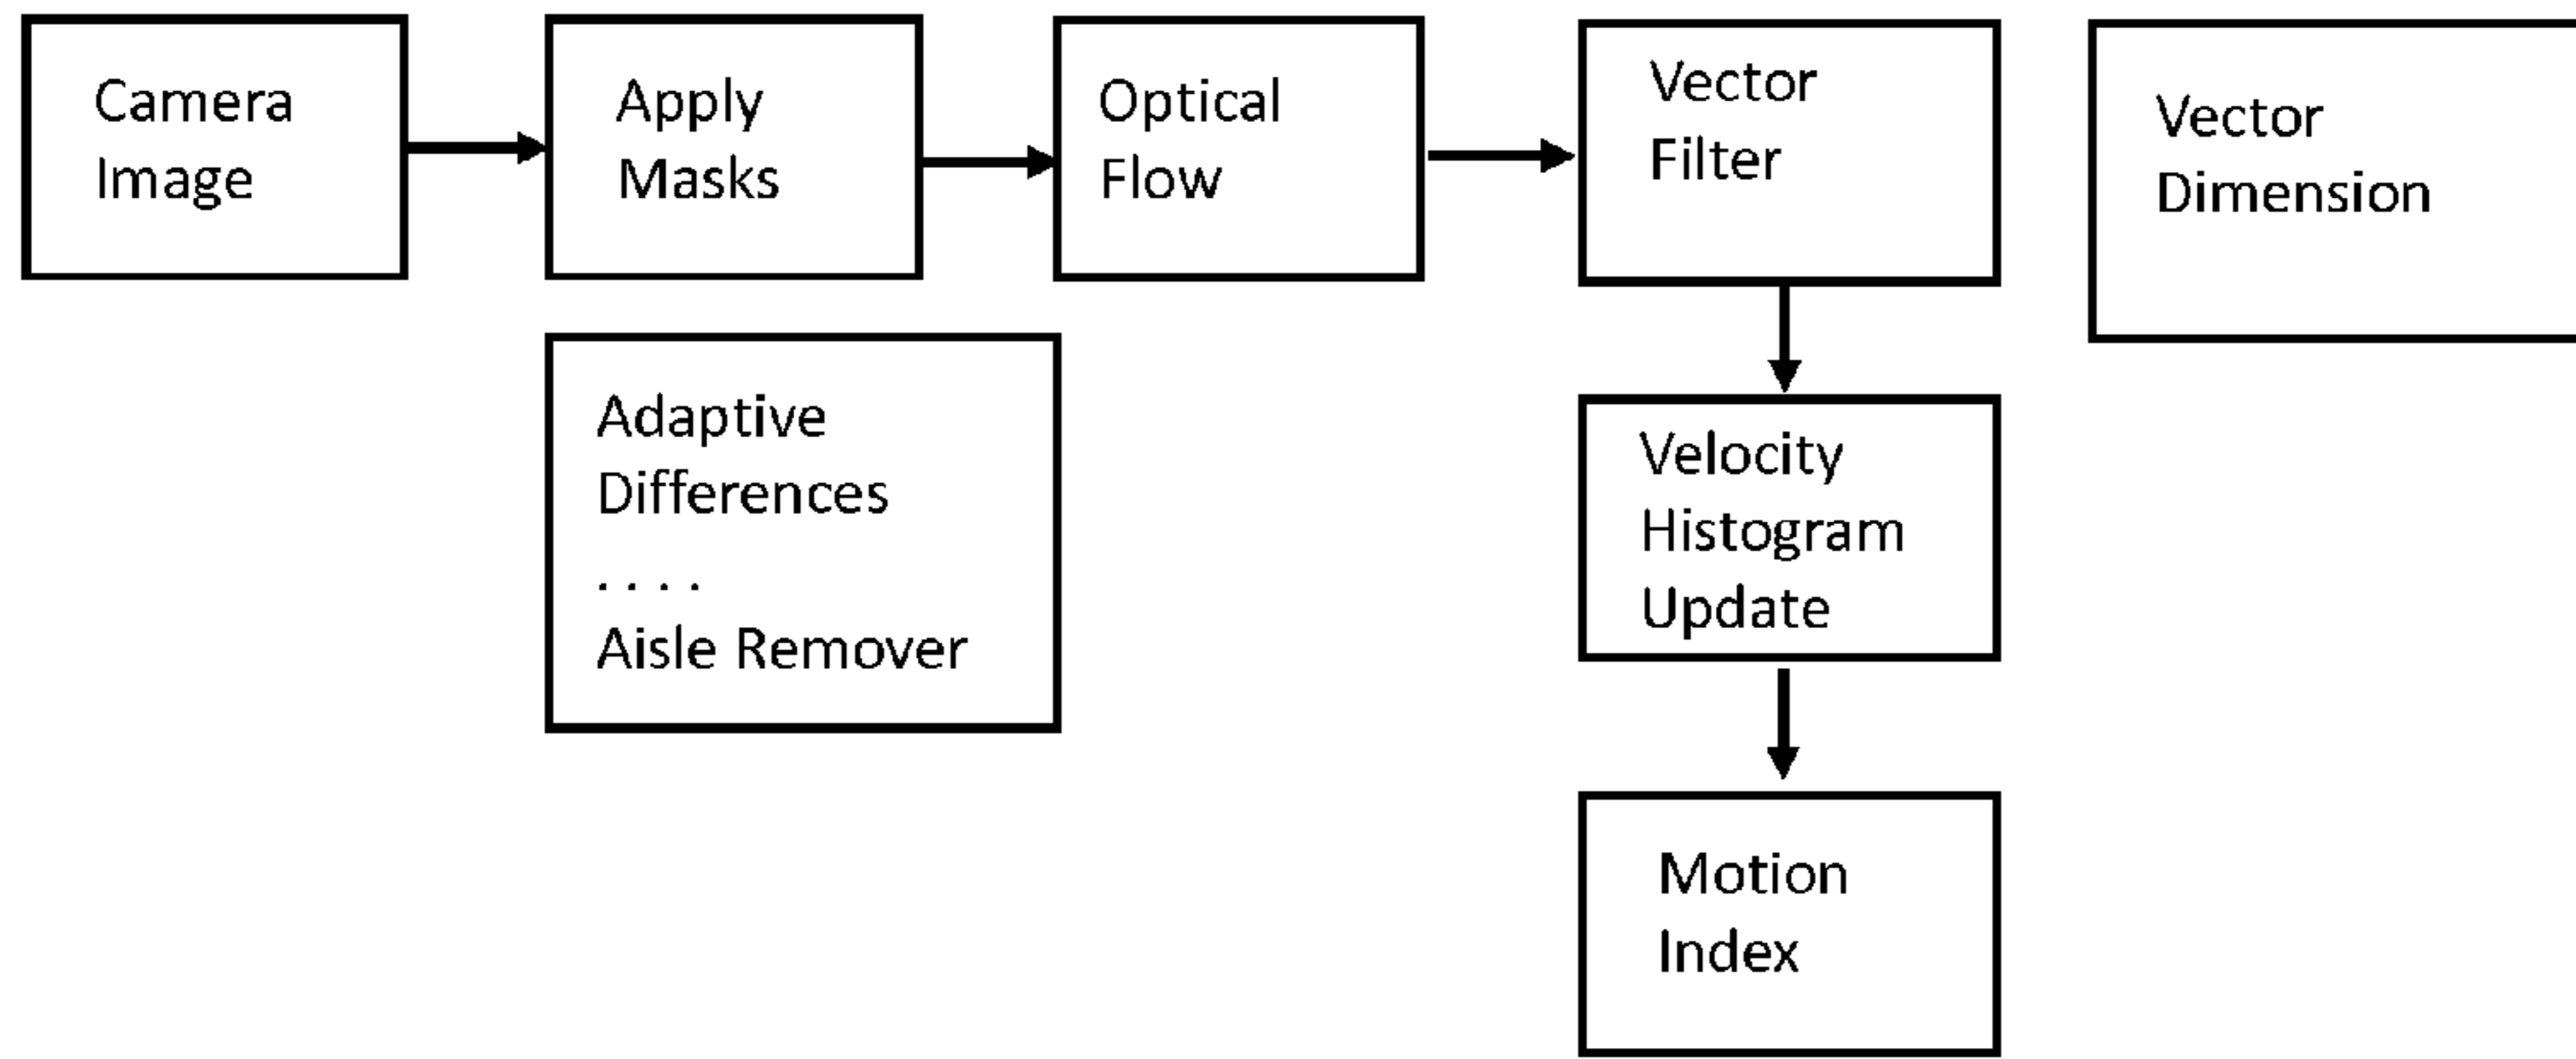 Camera
Image
Apply
Masks
Optical
Flow
Vector
Filter
Vector
Dimension
Adaptive
Differences
. . . .
Aisle Remover
Velocity
Histogram
Update
Motion
Index